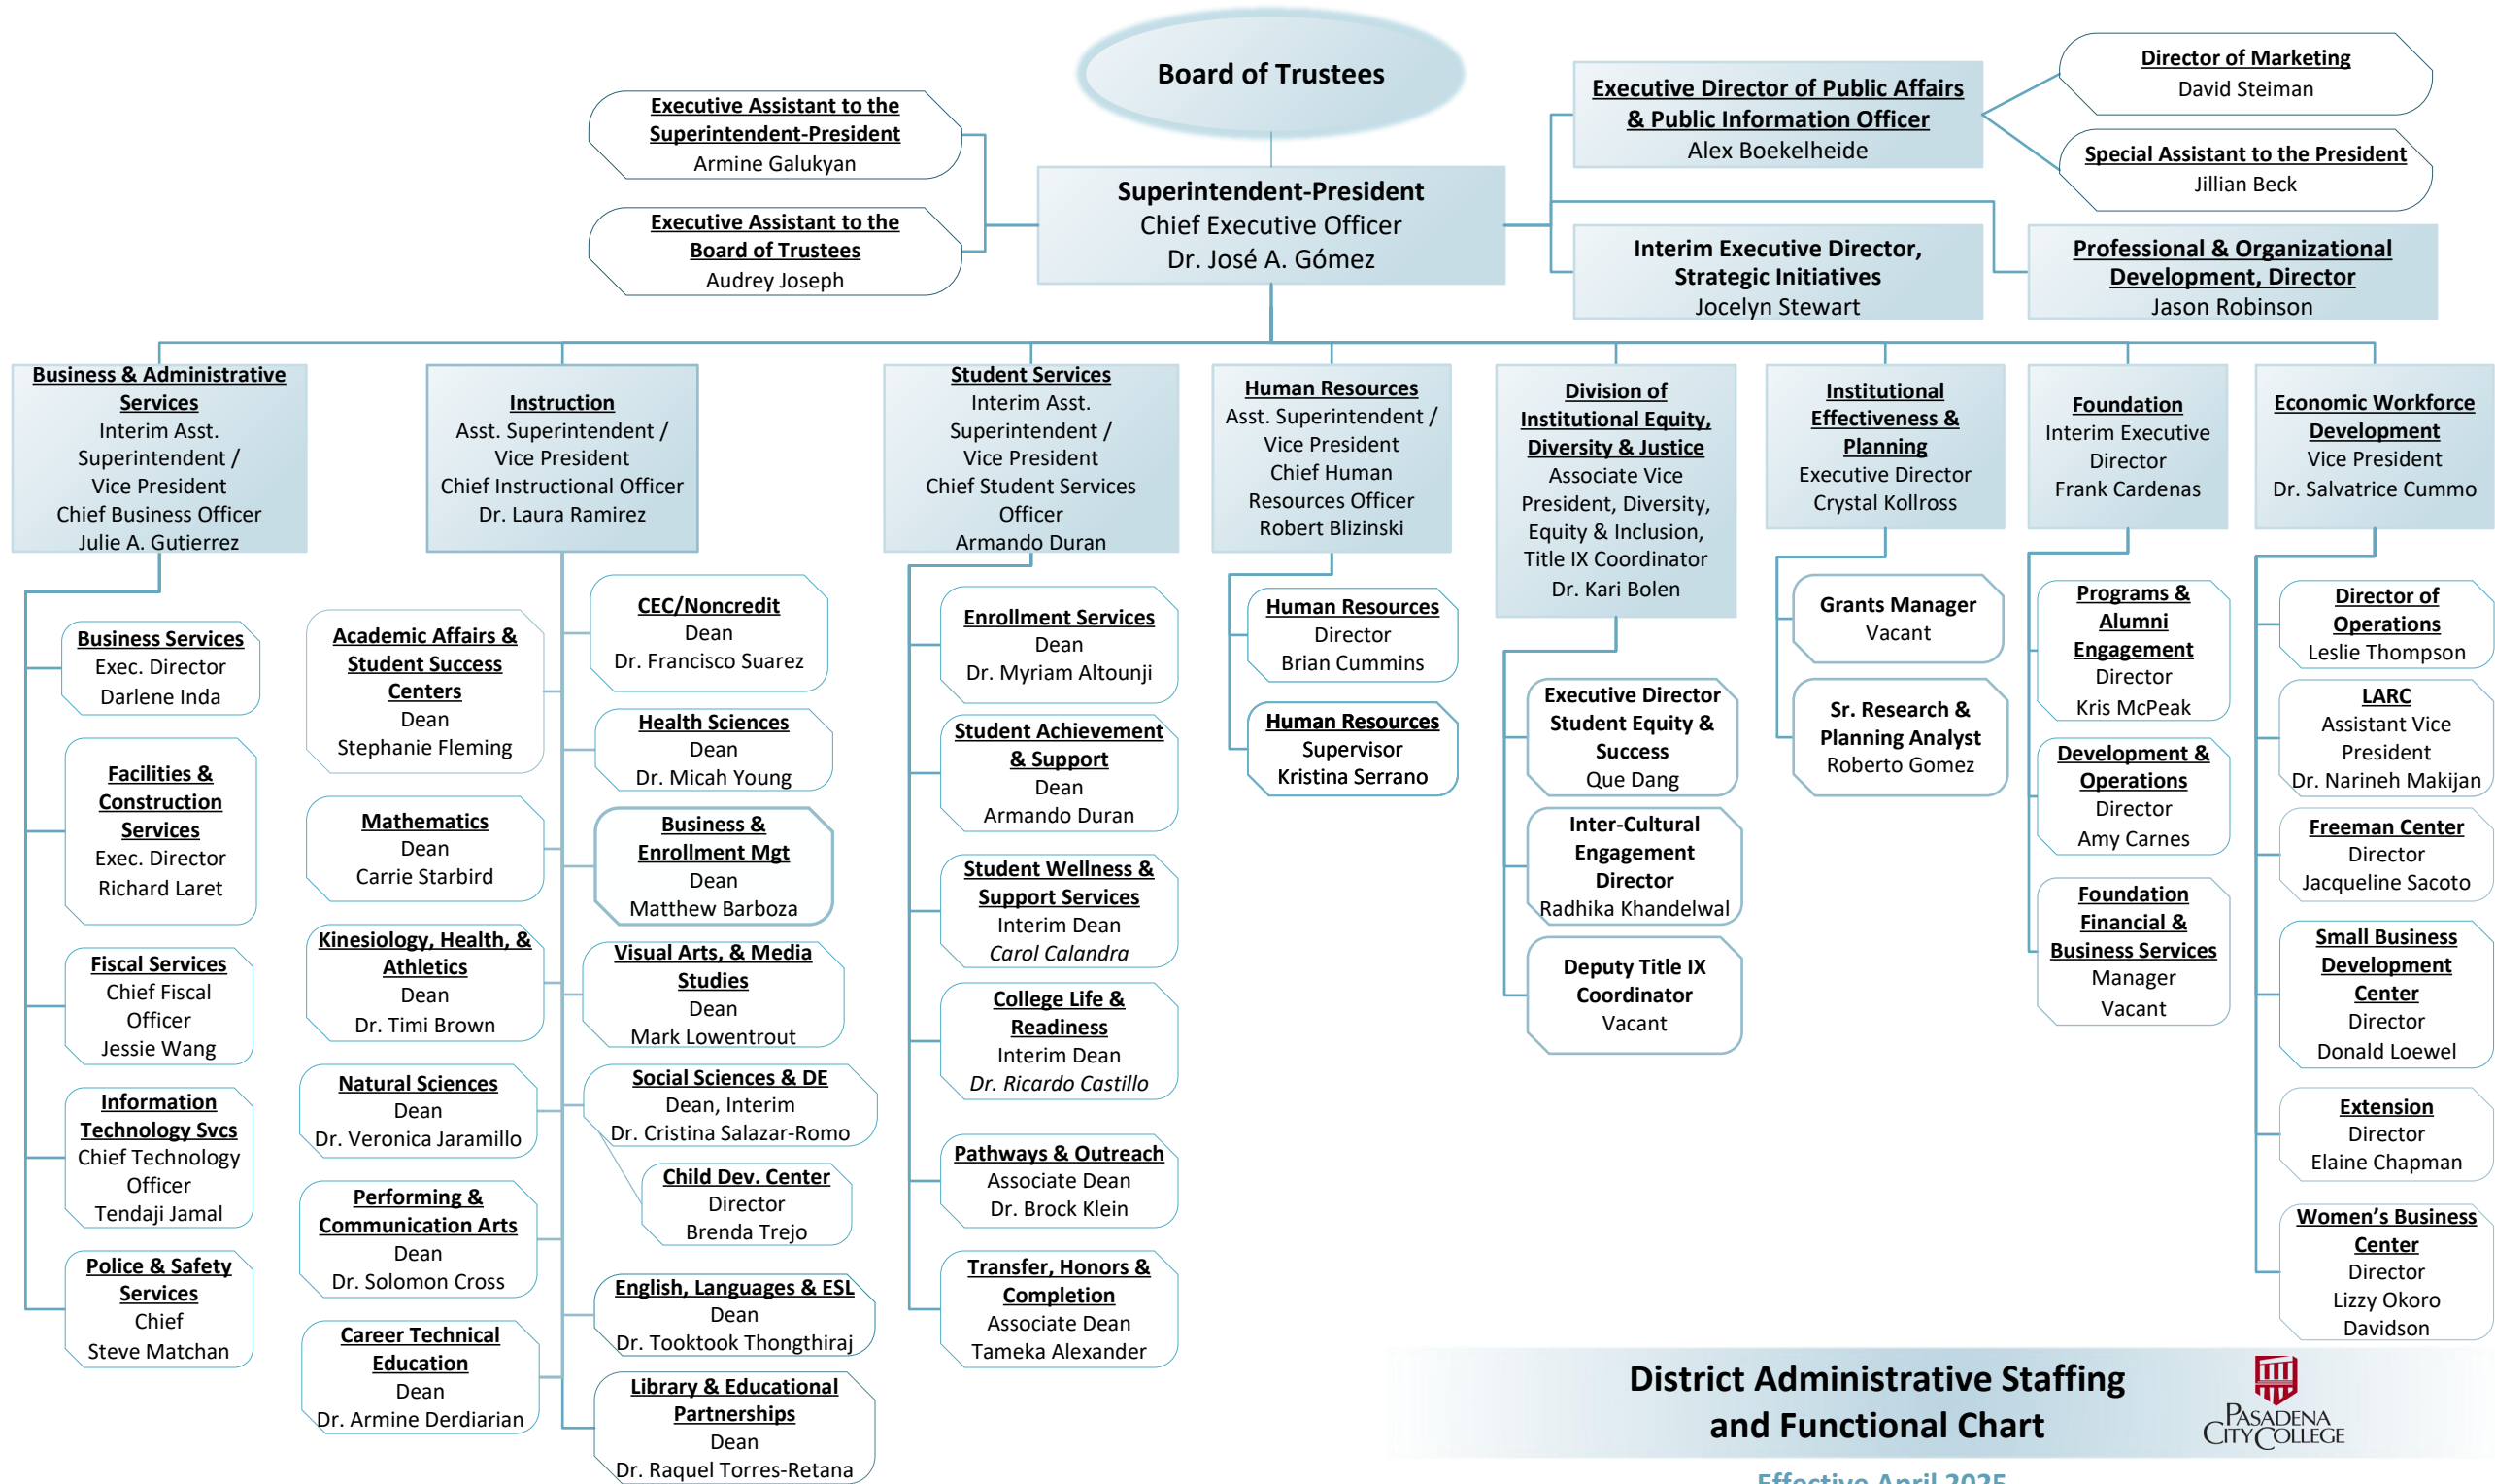 Board of Trustees
Executive Assistant to the
Superintendent-President
Armine Galukyan
Executive Assistant to the
Board of Trustees
Audrey Joseph
Superintendent-President
Chief Executive Officer
Dr. José A. Gómez
Executive Director of Public Affairs
& Public Information Officer
Alex Boekelheide
Director of Marketing
David Steiman
Special Assistant to the President
Jillian Beck
Interim Executive Director,
Strategic Initiatives
Jocelyn Stewart
Professional & Organizational
Development, Director
Jason Robinson
Business & Administrative
Services
Interim Asst.
Superintendent /
Vice President
Chief Business Officer
Julie A. Gutierrez
Business Services
Exec. Director
Darlene Inda
Facilities &
Construction
Services
Exec. Director
Richard Laret
Fiscal Services
Chief Fiscal
Officer
Jessie Wang
Information
Technology Svcs
Chief Technology
Officer
Tendaji Jamal
Police & Safety
Services
Chief
Steve Matchan
Instruction
Asst. Superintendent /
Vice President
Chief Instructional Officer
Dr. Laura Ramirez
Academic Affairs &
Student Success
Centers
Dean
Stephanie Fleming
Mathematics
Dean
Carrie Starbird
Kinesiology, Health, &
Athletics
Dean
Dr. Timi Brown
Natural Sciences
Dean
Dr. Veronica Jaramillo
Performing &
Communication Arts
Dean
Dr. Solomon Cross
Career Technical
Education
Dean
Dr. Armine Derdiarian
CEC/Noncredit
Dean
Dr. Francisco Suarez
Health Sciences
Dean
Dr. Micah Young
Business &
Enrollment Mgt
Dean
Matthew Barboza
Visual Arts, & Media
Studies
Dean
Mark Lowentrout
Social Sciences & DE
Dean, Interim
Dr. Cristina Salazar-Romo
Child Dev. Center
Director
Brenda Trejo
English, Languages & ESL
Dean
Dr. Tooktook Thongthiraj
Library & Educational
Partnerships
Dean
Dr. Raquel Torres-Retana
Student Services
Interim Asst.
Superintendent /
Vice President
Chief Student Services
Officer
Armando Duran
Enrollment Services
Dean
Dr. Myriam Altounji
Student Achievement
& Support
Dean
Armando Duran
Student Wellness &
Support Services
Interim Dean
Carol Calandra
College Life &
Readiness
Interim Dean
Dr. Ricardo Castillo
Pathways & Outreach
Associate Dean
Dr. Brock Klein
Transfer, Honors &
Completion
Associate Dean
Tameka Alexander
Human Resources
Asst. Superintendent /
Vice President
Chief Human
Resources Officer
Robert Blizinski
Human Resources
Director
Brian Cummins
Human Resources
Supervisor
Kristina Serrano
Division of
Institutional Equity,
Diversity & Justice
Associate Vice
President, Diversity,
Equity & Inclusion,
Title IX Coordinator
Dr. Kari Bolen
Executive Director
Student Equity &
Success
Que Dang
Inter-Cultural
Engagement
Director
Radhika Khandelwal
Deputy Title IX
Coordinator
Vacant
Institutional
Effectiveness &
Planning
Executive Director
Crystal Kollross
Grants Manager
Vacant
Sr. Research &
Planning Analyst
Roberto Gomez
Foundation
Interim Executive
Director
Frank Cardenas
Programs &
Alumni
Engagement
Director
Kris McPeak
Development &
Operations
Director
Amy Carnes
Foundation
Financial &
Business Services
Manager
Vacant
Economic Workforce
Development
Vice President
Dr. Salvatrice Cummo
Director of
Operations
Leslie Thompson
LARC
Assistant Vice
President
Dr. Narineh Makijan
Freeman Center
Director
Jacqueline Sacoto
Small Business
Development
Center
Director
Donald Loewel
Extension
Director
Elaine Chapman
Women's Business
Center
Director
Lizzy Okoro
Davidson
District Administrative Staffing
and Functional Chart
PASADENA
CITY COLLEGE
Effective April 2025